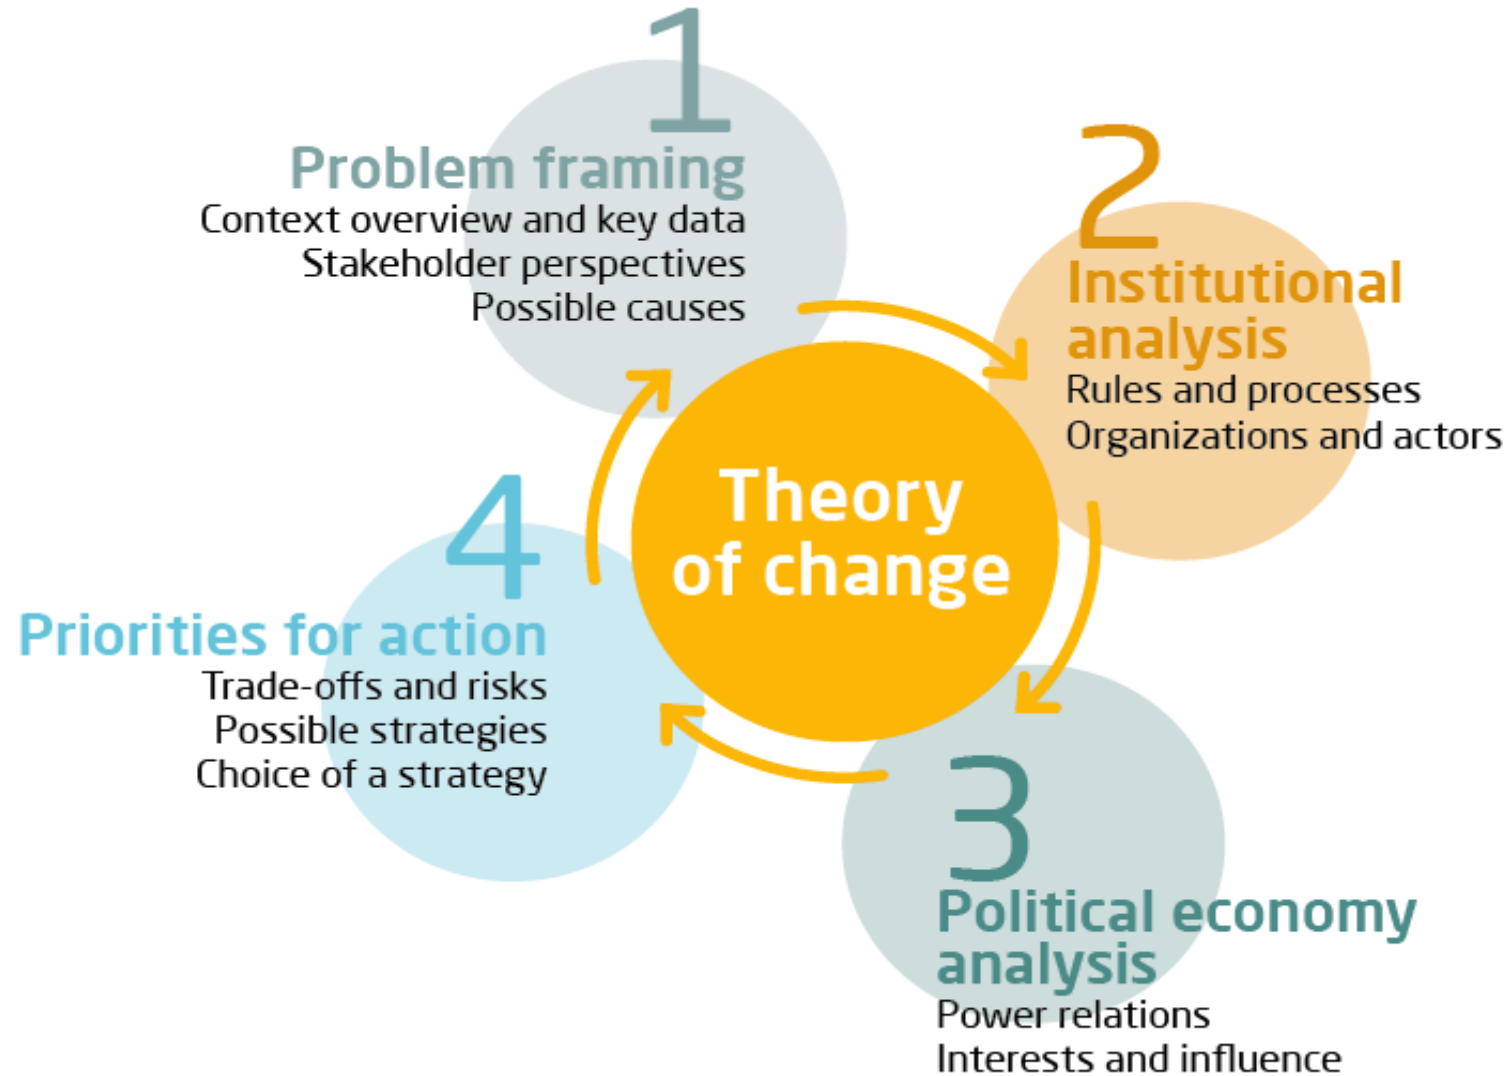 1
Problem framing
Context overview and key data
Stakeholder perspectives
Possible causes
2
Institutional
analysis
Rules and processes
Organizations and actors
Theory
of change
3
Political economy
analysis
Power relations
Interests and influence
4
Priorities for action
Trade-offs and risks
Possible strategies
Choice of a strategy